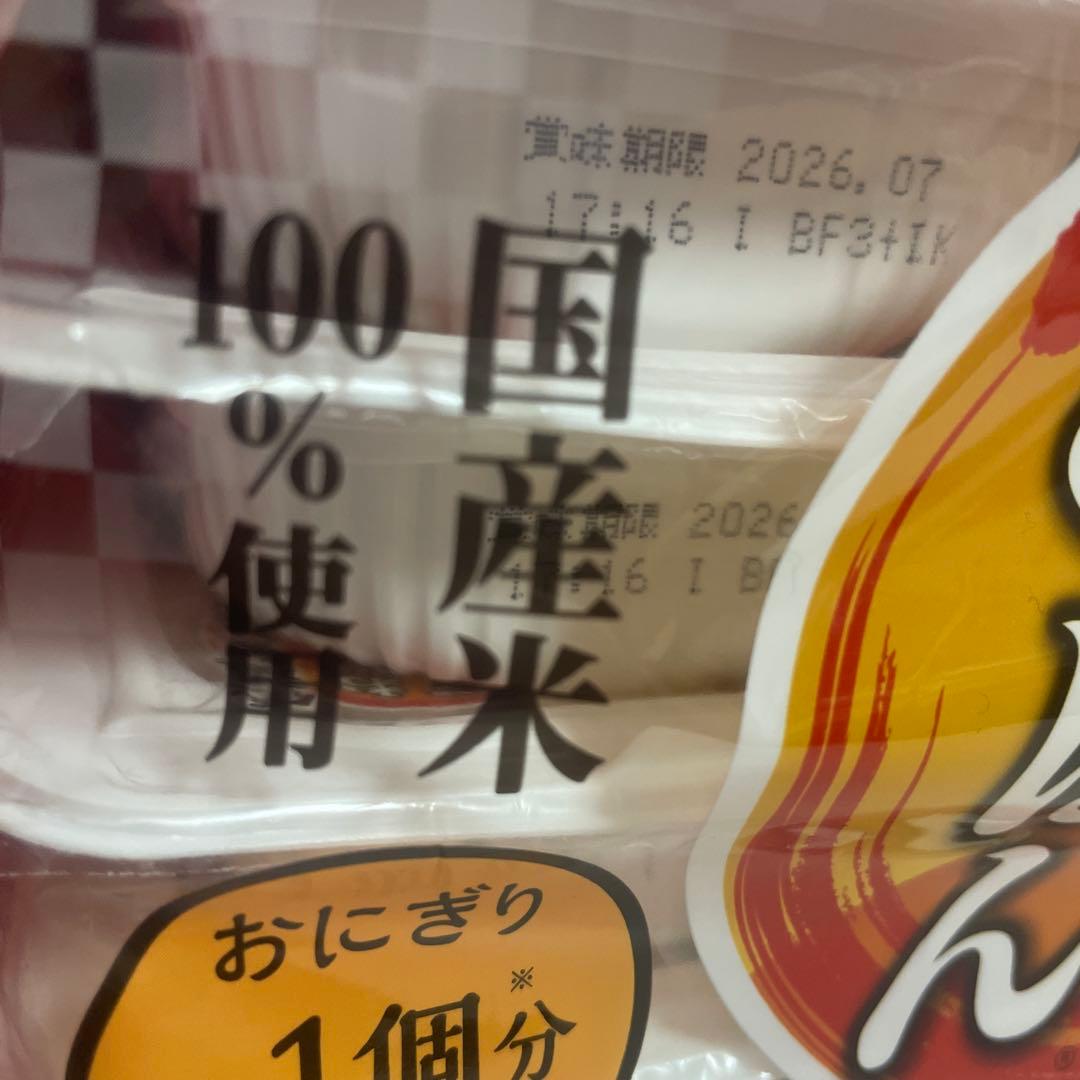 賞味期限 2026.07
17:16 I BF3+IK
国産米
100%使用
賞味期限 2026
17:16 I B
おにぎり
※
1個分
ん